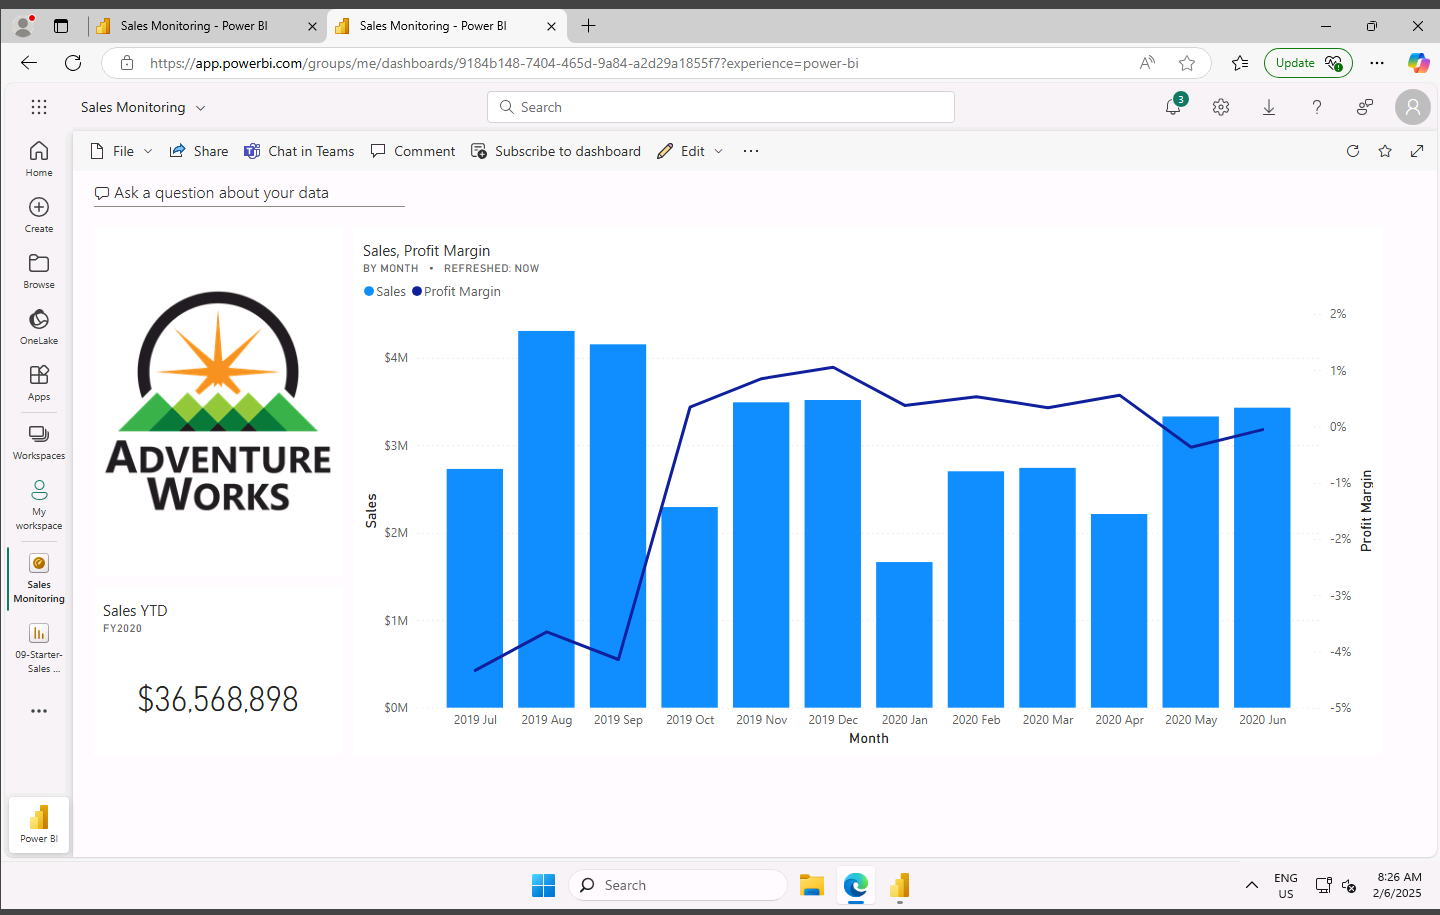 Sales Monitoring - Power BI
Sales Monitoring - Power BI
https://app.powerbi.com/groups/me/dashboards/9184b148-7404-465d-9a84-a2d29a1855f7?experience=power-bi
Update
Sales Monitoring
Search
3
File
Share
Chat in Teams
Comment
Subscribe to dashboard
Edit
Home
Create
Browse
OneLake
Apps
Workspaces
My
workspace
Sales
Monitoring
09-Starter-
Sales ...
Power BI
Ask a question about your data
ADVENTURE
WORKS
Sales YTD
FY2020
$36,568,898
Sales, Profit Margin
BY MONTH • REFRESHED: NOW
Sales Profit Margin
$4M
$3M
$2M
$1M
$0M
Sales
2%
1%
0%
-1%
-2%
-3%
-4%
-5%
Profit Margin
2019 Jul 2019 Aug 2019 Sep 2019 Oct 2019 Nov 2019 Dec 2020 Jan 2020 Feb 2020 Mar 2020 Apr 2020 May 2020 Jun
Month
Search
ENG
US
8:26 AM
2/6/2025